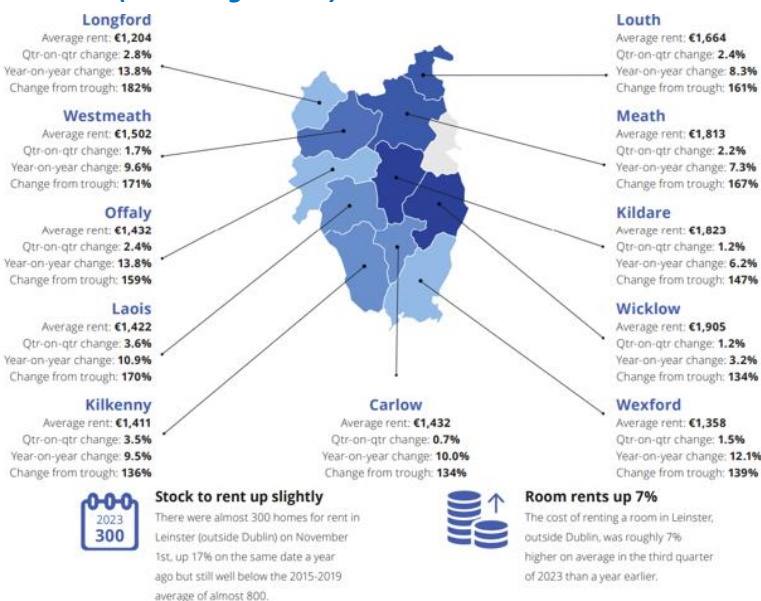 Longford
Average rent: €1,204
Qtr-on-qtr change: 2.8%
Year-on-year change: 13.8%
Change from trough: 182%
Westmeath
Average rent: €1,502
Qtr-on-qtr change: 1.7%
Year-on-year change: 9.6%
Change from trough: 171%
Offaly
Average rent: €1,432
Qtr-on-qtr change: 2.4%
Year-on-year change: 13.8%
Change from trough: 159%
Laois
Average rent: €1,422
Qtr-on-qtr change: 3.6%
Year-on-year change: 10.9%
Change from trough: 170%
Kilkenny
Average rent: €1,411
Qtr-on-qtr change: 3.5%
Year-on-year change: 9.5%
Change from trough: 136%
Carlow
Average rent: €1,432
Qtr-on-qtr change: 0.7%
Year-on-year change: 10.0%
Change from trough: 134%
Louth
Average rent: €1,664
Qtr-on-qtr change: 2.4%
Year-on-year change: 8.3%
Change from trough: 161%
Meath
Average rent: €1,813
Qtr-on-qtr change: 2.2%
Year-on-year change: 7.3%
Change from trough: 167%
Kildare
Average rent: €1,823
Qtr-on-qtr change: 1.2%
Year-on-year change: 6.2%
Change from trough: 147%
Wicklow
Average rent: €1,905
Qtr-on-qtr change: 1.2%
Year-on-year change: 3.2%
Change from trough: 134%
Wexford
Average rent: €1,358
Qtr-on-qtr change: 1.5%
Year-on-year change: 12.1%
Change from trough: 139%
2023
300
Stock to rent up slightly
There were almost 300 homes for rent in
Leinster (outside Dublin) on November
1st, up 17% on the same date a year
ago but still well below the 2015-2019
average of almost 800.
Room rents up 7%
The cost of renting a room in Leinster,
outside Dublin, was roughly 7%
higher on average in the third quarter
of 2023 than a year earlier.